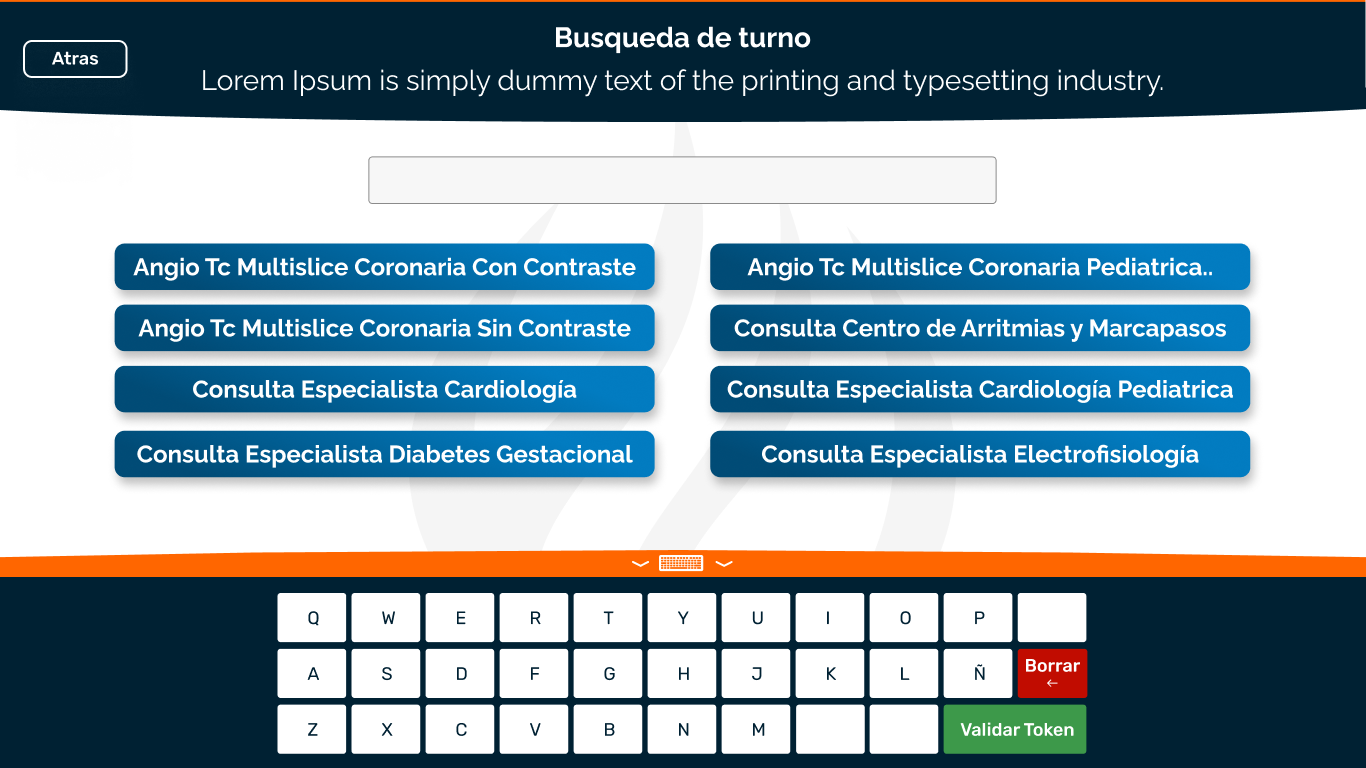 Atras
Busqueda de turno
Lorem Ipsum is simply dummy text of the printing and typesetting industry.
Angio Tc Multislice Coronaria Con Contraste
Angio Tc Multislice Coronaria Pediatrica..
Angio Tc Multislice Coronaria Sin Contraste
Consulta Centro de Arritmias y Marcapasos
Consulta Especialista Cardiología
Consulta Especialista Cardiología Pediatrica
Consulta Especialista Diabetes Gestacional
Consulta Especialista Electrofisiología
Q W E R T Y U I O P
A S D F G H J K L Ñ Borrar ←
Z X C V B N M Validar Token